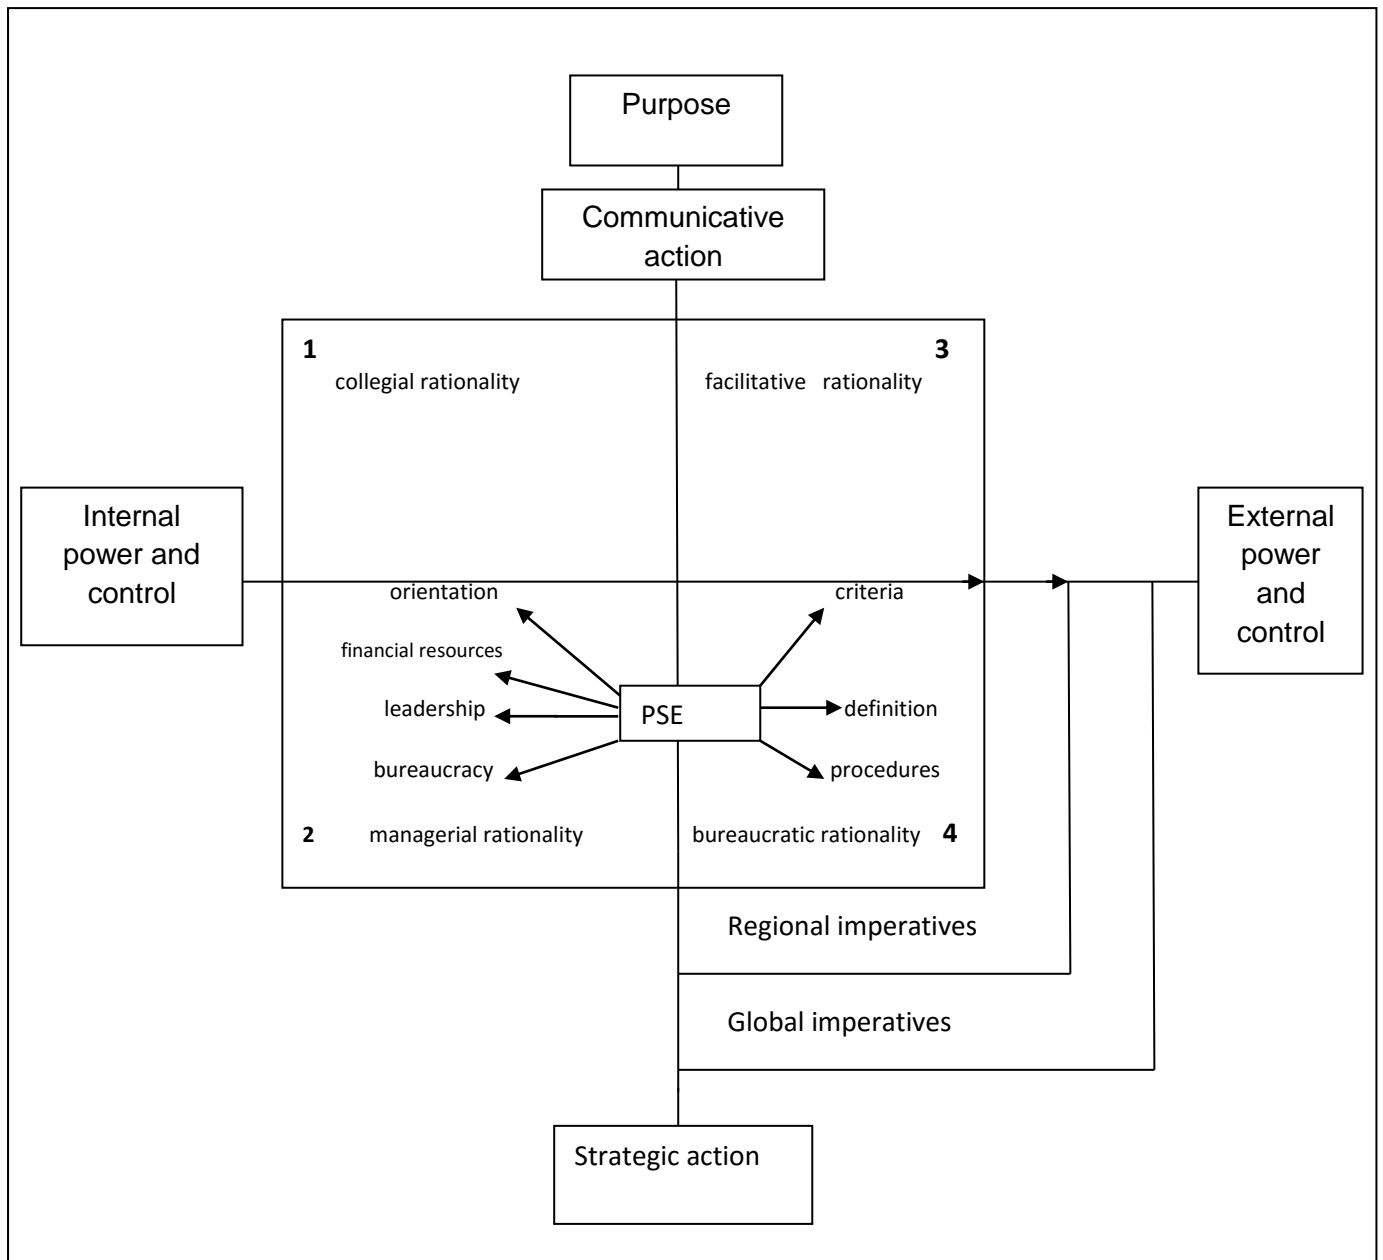 Purpose
Communicative
action
1
3
collegial rationality
facilitative rationality
Internal
power and
control
External
power
and
control
orientation
criteria
financial resources
leadership
PSE
definition
bureaucracy
procedures
2 managerial rationality
bureaucratic rationality 4
Regional imperatives
Global imperatives
Strategic action